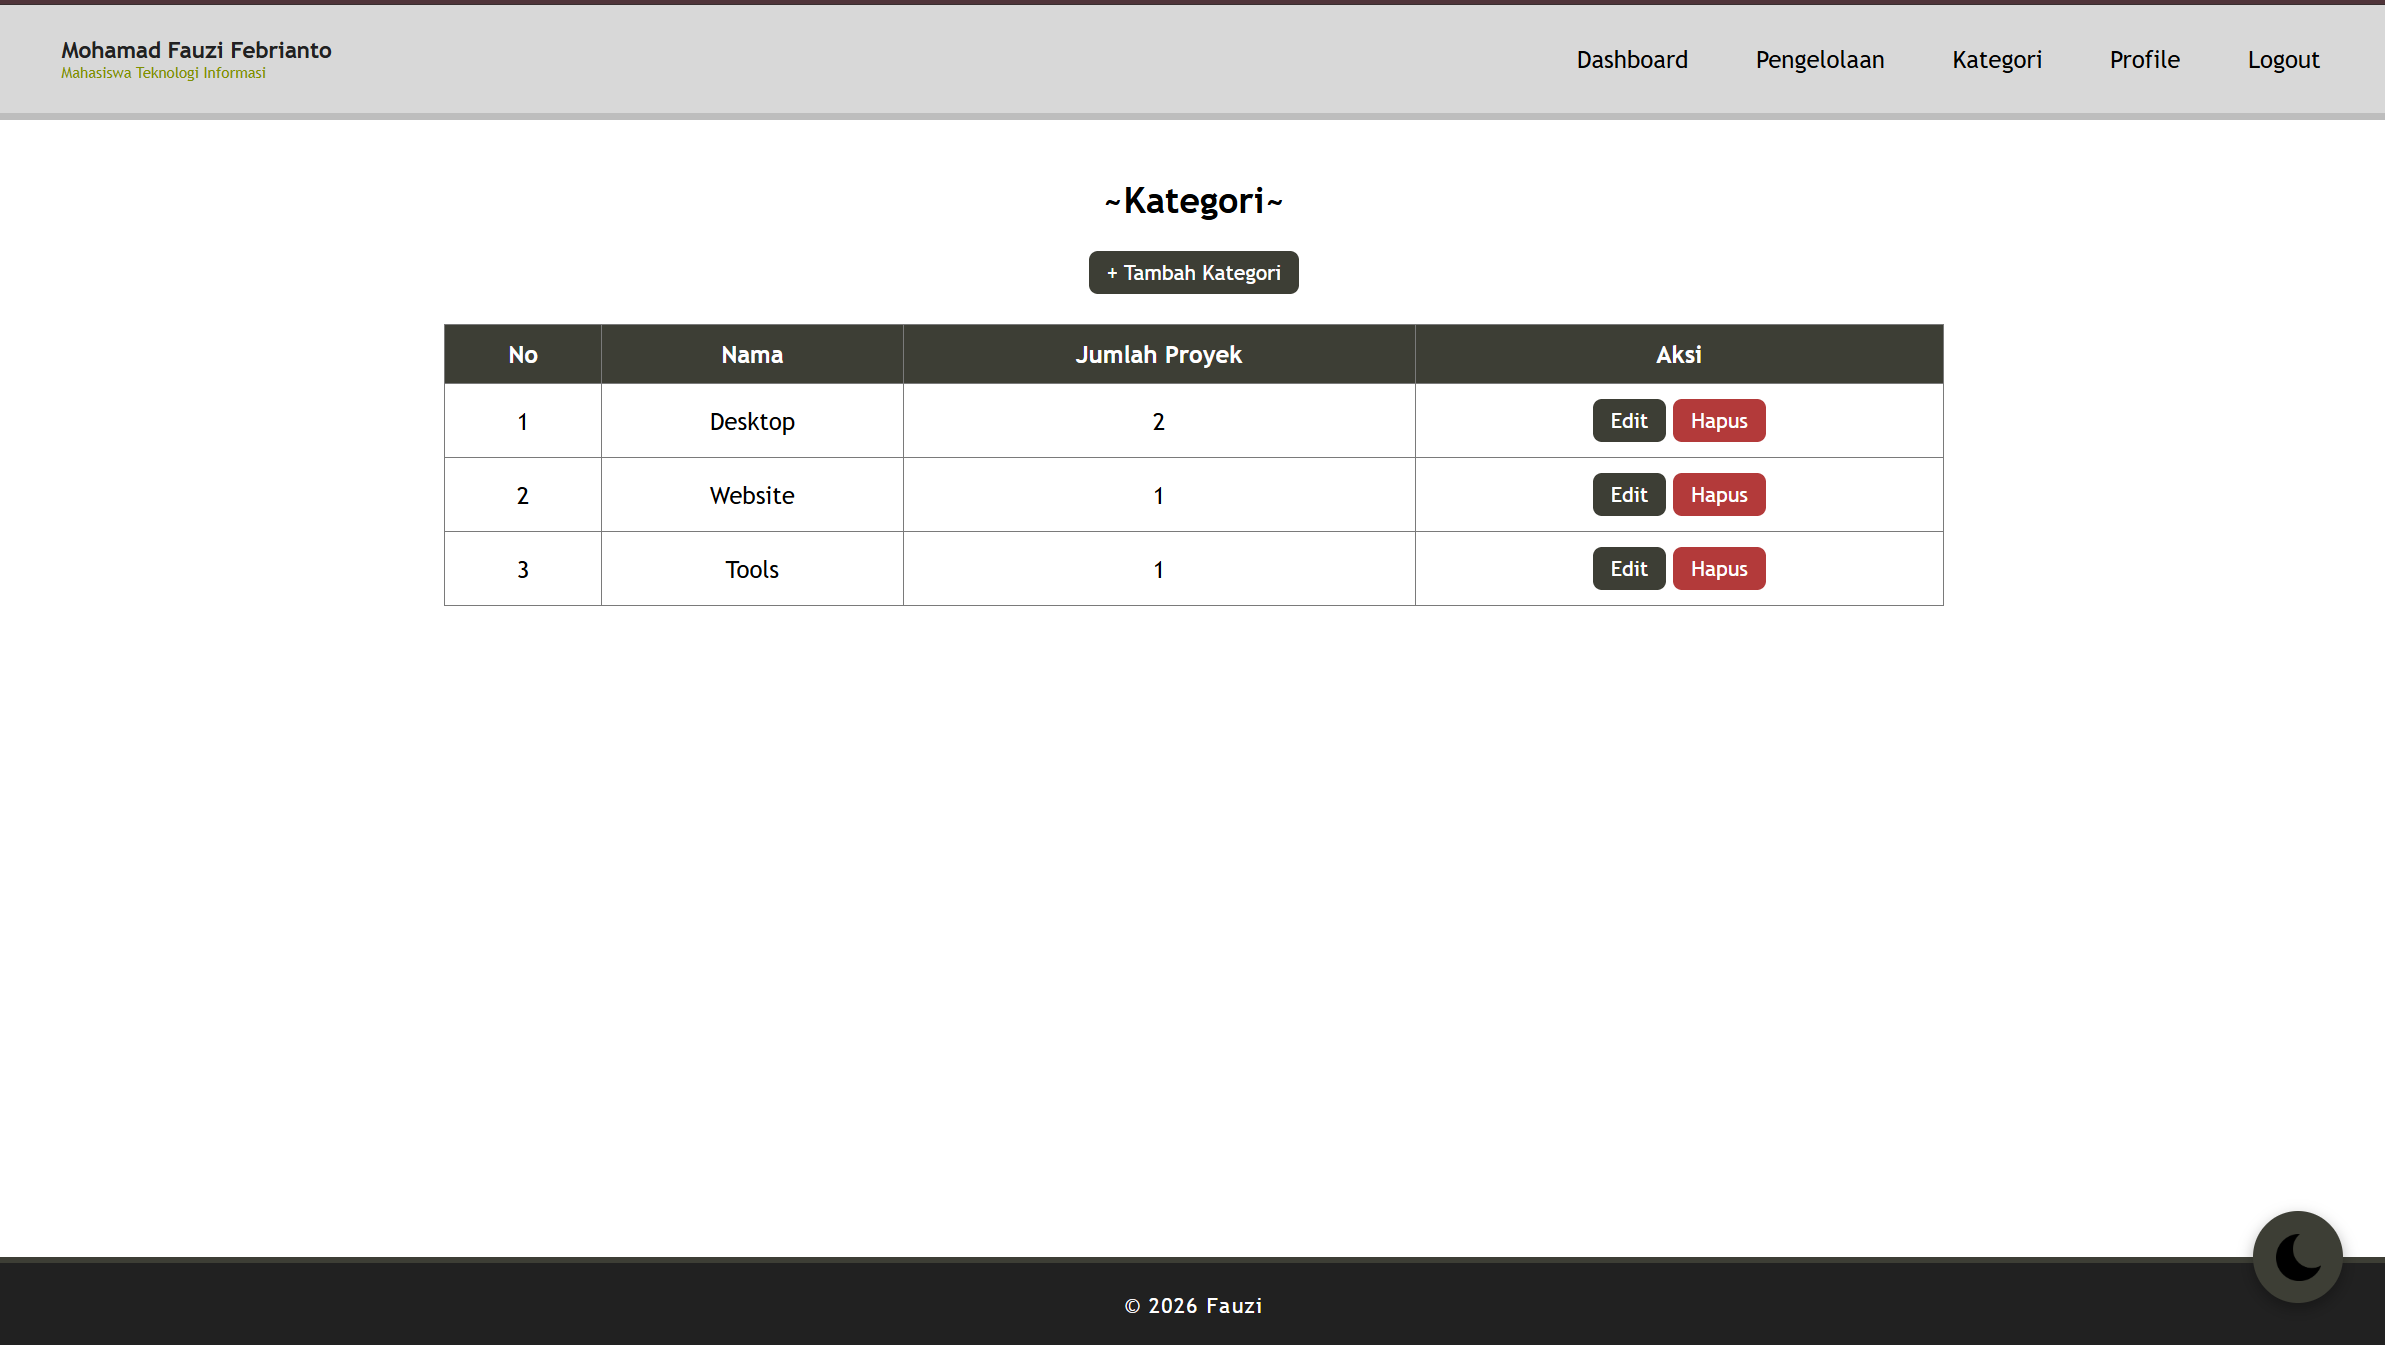 Mohamad Fauzi Febrianto
Mahasiswa Teknologi Informasi
Dashboard Pengelolaan Kategori Profile Logout
~Kategori~
+ Tambah Kategori
No Nama Jumlah Proyek Aksi
1 Desktop 2 Edit Hapus
2 Website 1 Edit Hapus
3 Tools 1 Edit Hapus
© 2026 Fauzi